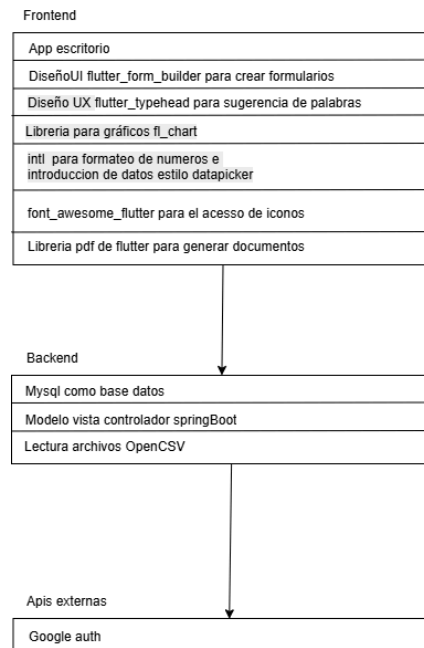 Frontend
App escritorio
DiseñoUI flutter_form_builder para crear formularios
Diseño UX flutter_typehead para sugerencia de palabras
Libreria para gráficos fl_chart
intl para formateo de numeros e
introduccion de datos estilo datapicker
font_awesome_flutter para el acesso de iconos
Libreria pdf de flutter para generar documentos
Backend
Mysql como base datos
Modelo vista controlador springBoot
Lectura archivos OpenCSV
Apis externas
Google auth